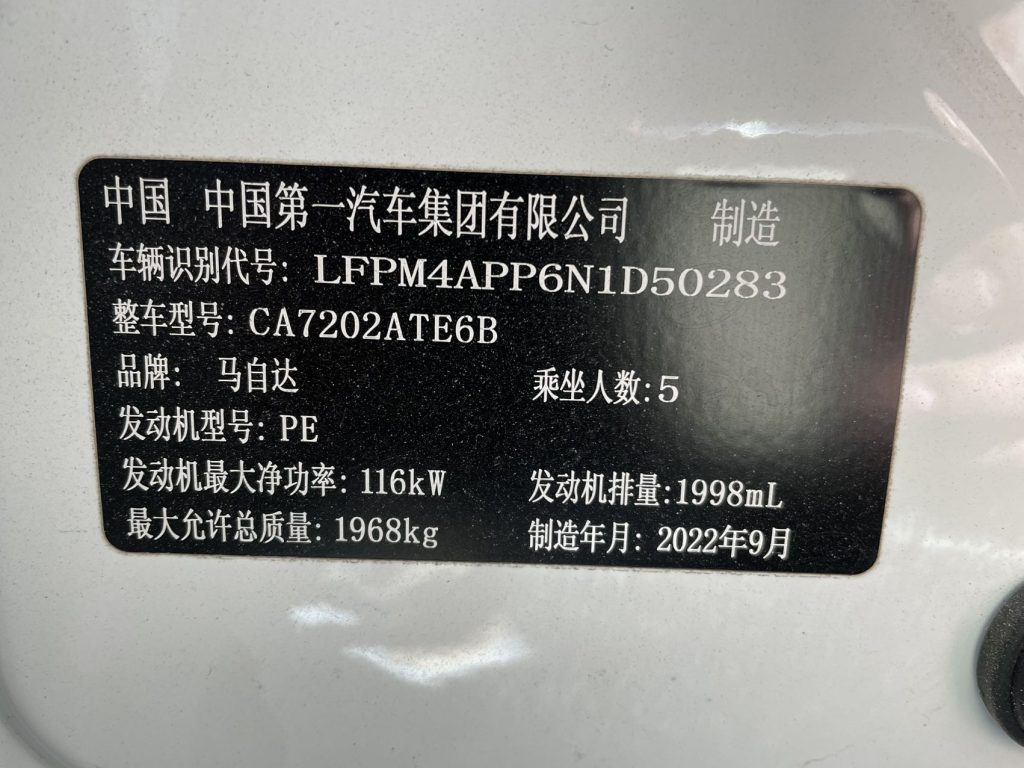 中国 中国第一汽车集团有限公司 制造
车辆识别代号: LFPM4APP6N1D50283
整车型号: CA7202ATE6B
品牌: 马自达 乘坐人数: 5
发动机型号: PE
发动机最大净功率: 116kW 发动机排量: 1998mL
最大允许总质量: 1968kg 制造年月: 2022年9月